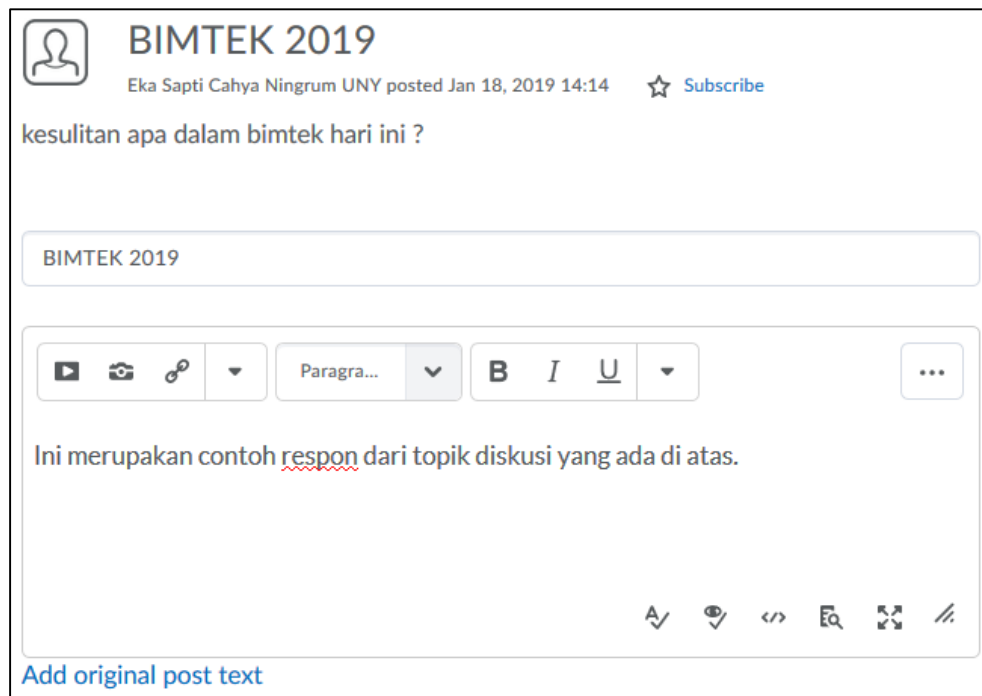 BIMTEK 2019
Eka Sapti Cahya Ningrum UNY posted Jan 18, 2019 14:14 Subscribe
kesulitan apa dalam bimtek hari ini ?
BIMTEK 2019
Paragra... B I U ...
Ini merupakan contoh respon dari topik diskusi yang ada di atas.
Add original post text